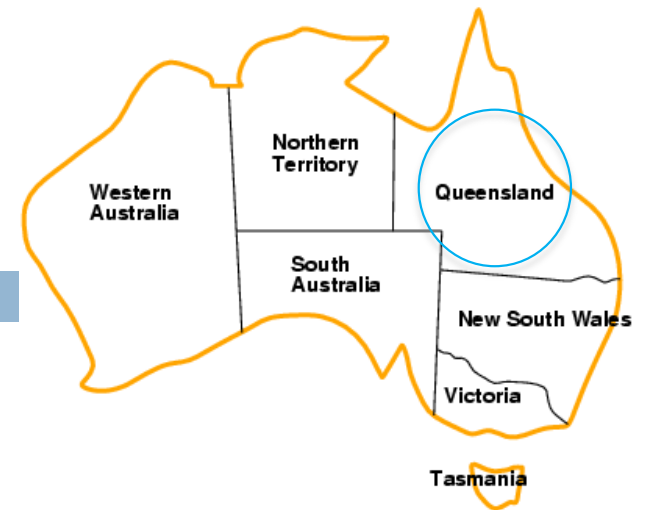 Northern
Territory
Western
Australia
Queensland
South
Australia
New South Wales
Victoria
Tasmania